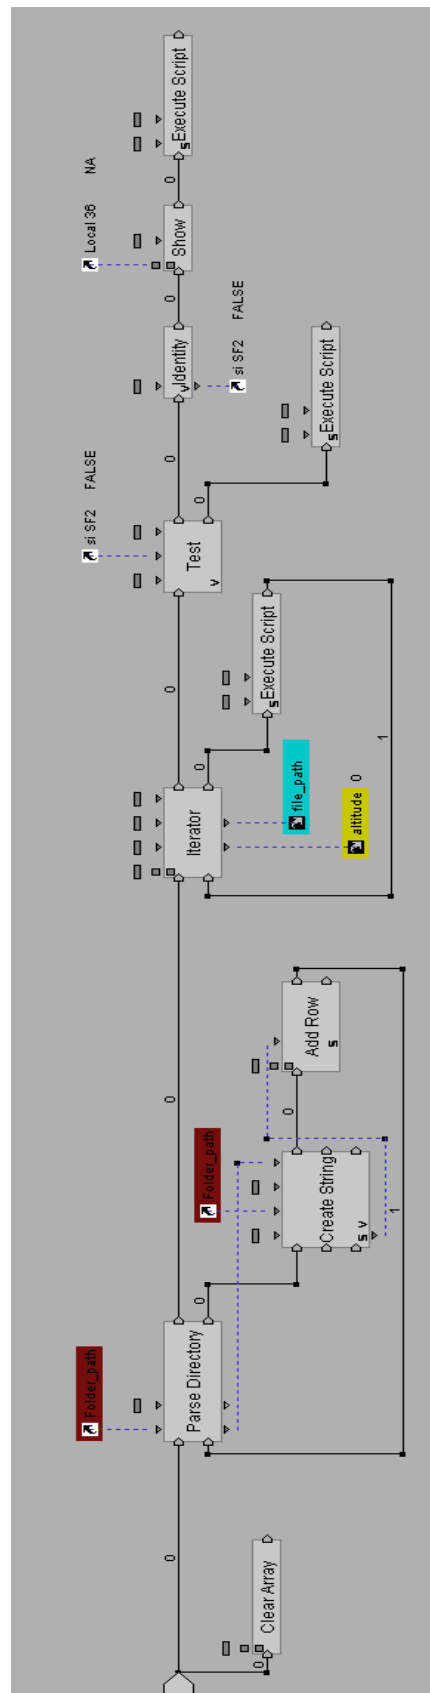 0
Clear Array
0
Folder_path
Parse Directory
0
0
Folder_path
Create String
s v
1
0
Add Row
s
Iterator
0
file_path
altitude 0
Execute Script
s
1
0
si SF2 FALSE
Test
v
0
0
Execute Script
s
Identity
v
si SF2 FALSE
0
Local 36 NA
Show
0
Execute Script
s